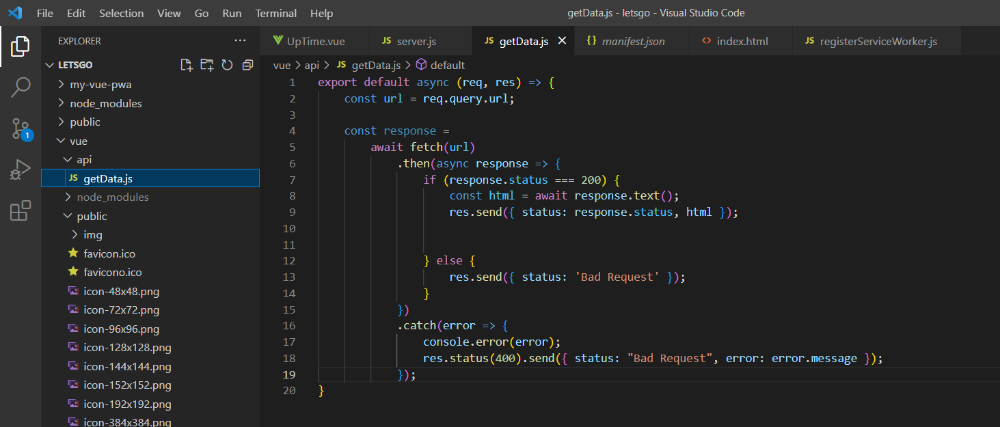 File Edit Selection View Go Run Terminal Help getData.js - letsgo - Visual Studio Code
EXPLORER ···
UpTime.vue JS server.js JS getData.js {} manifest.json <> index.html JS registerServiceWorker.js
LETSGO
vue > api > JS getData.js > default
my-vue-pwa
node_modules
public
vue
api
JS getData.js
node_modules
public
img
favicon.ico
favicono.ico
icon-48x48.png
icon-72x72.png
icon-96x96.png
icon-128x128.png
icon-144x144.png
icon-152x152.png
icon-192x192.png
icon-384x384.png
1
1 export default async (req, res) => {
2 const url = req.query.url;
3
4 const response =
5 await fetch(url)
6 .then(async response => {
7 if (response.status === 200) {
8 const html = await response.text();
9 res.send({ status: response.status, html });
10
11
12 } else {
13 res.send({ status: 'Bad Request' });
14 }
15 })
16 .catch(error => {
17 console.error(error);
18 res.status(400).send({ status: "Bad Request", error: error.message });
19 });
20 }